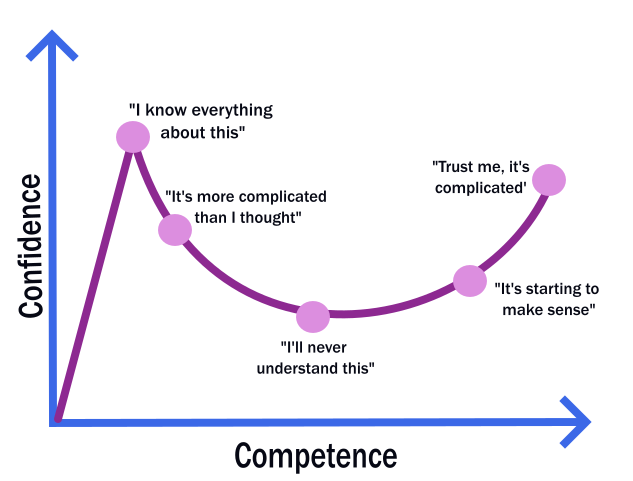 "I know everything
about this"
"It's more complicated
than I thought"
"Trust me, it's
complicated'
"It's starting to
make sense"
"I'll never
understand this"
Confidence
Competence